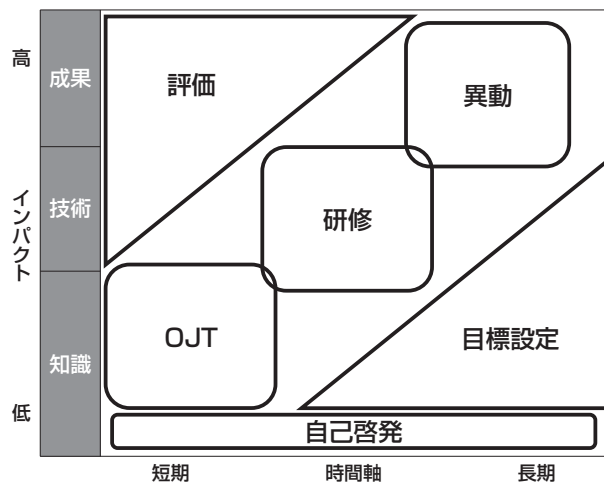 高
成果
評価
異動
インパクト
技術
研修
OJT
目標設定
知識
低
自己啓発
短期
時間軸
長期